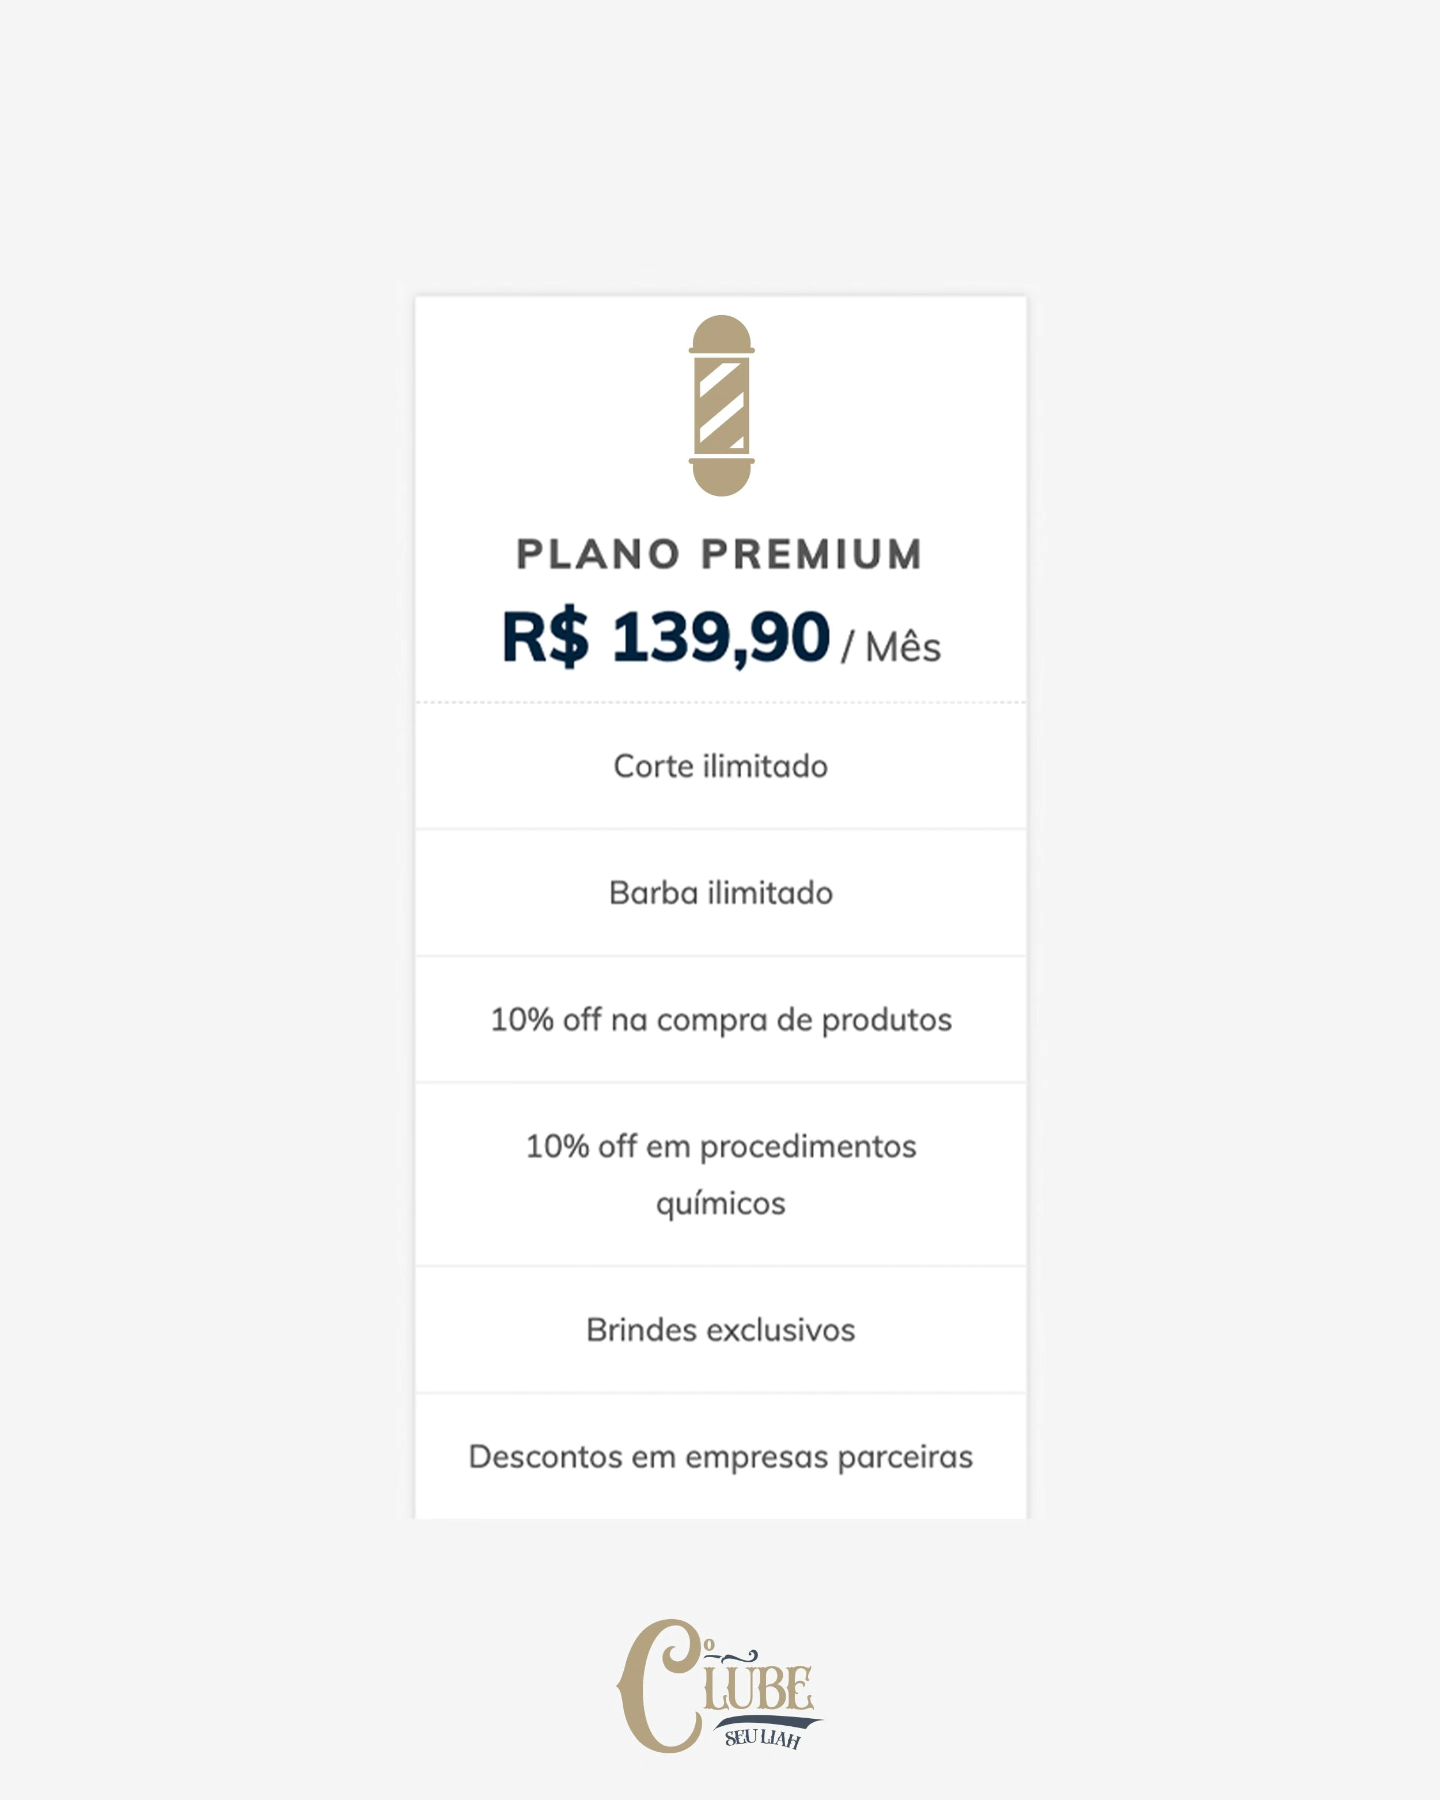 PLANO PREMIUM
R$ 139,90 / Mês
Corte ilimitado
Barba ilimitado
10% off na compra de produtos
10% off em procedimentos
químicos
Brindes exclusivos
Descontos em empresas parceiras
O
CLUBE
SEU LIAH